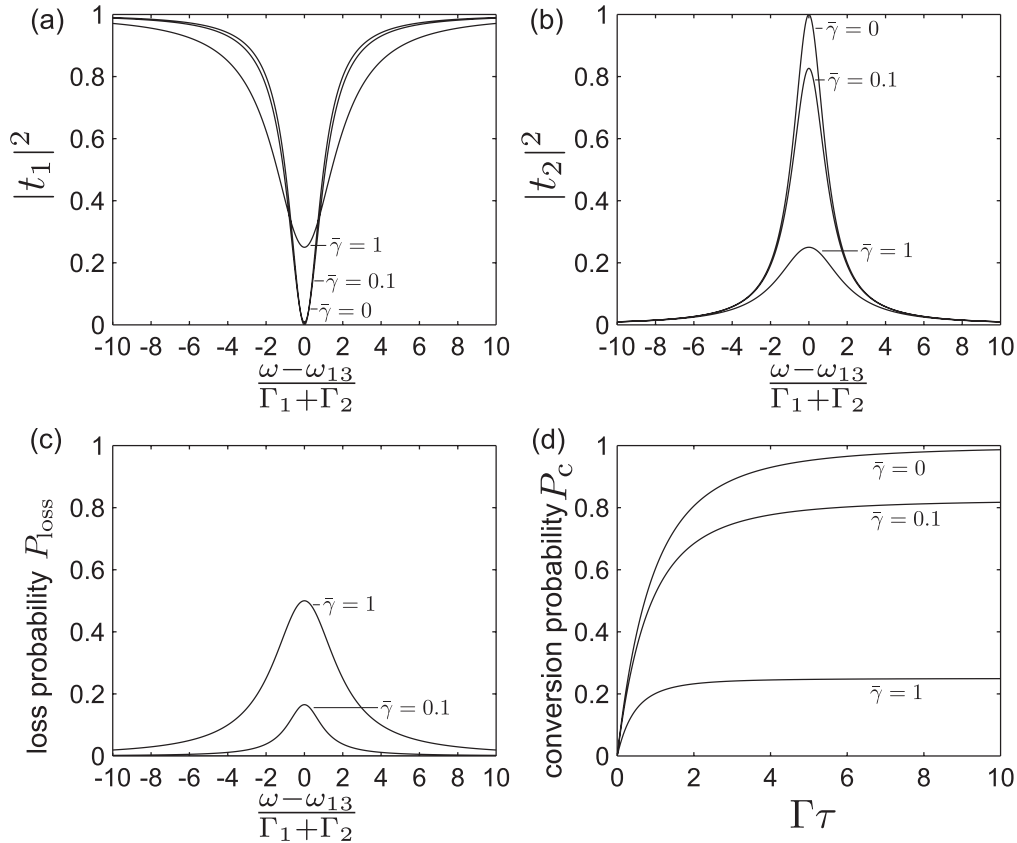 (a)
1
0.8
0.6
0.4
0.2
0
|t₁|²
γ̄ = 1
γ̄ = 0.1
γ̄ = 0
-10 -8 -6 -4 -2 0 2 4 6 8 10
ω − ω₁₃
Γ₁+Γ₂
(b)
1
0.8
0.6
0.4
0.2
0
|t₂|²
γ̄ = 0
γ̄ = 0.1
γ̄ = 1
-10 -8 -6 -4 -2 0 2 4 6 8 10
ω − ω₁₃
Γ₁+Γ₂
(c)
1
0.8
0.6
0.4
0.2
0
loss probability P_loss
γ̄ = 1
γ̄ = 0.1
-10 -8 -6 -4 -2 0 2 4 6 8 10
ω − ω₁₃
Γ₁+Γ₂
(d)
1
0.8
0.6
0.4
0.2
0
conversion probability P_c
γ̄ = 0
γ̄ = 0.1
γ̄ = 1
0 2 4 6 8 10
Γτ